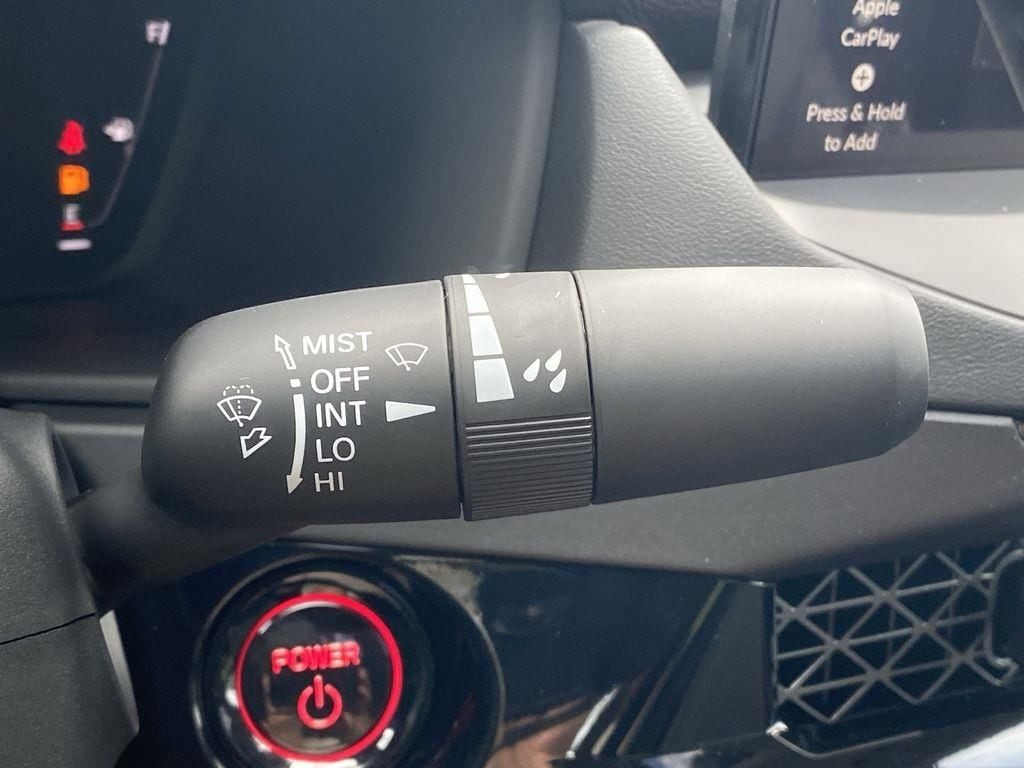 F
Apple
CarPlay
Press & Hold
to Add
E
MIST
OFF
INT
LO
HI
POWER